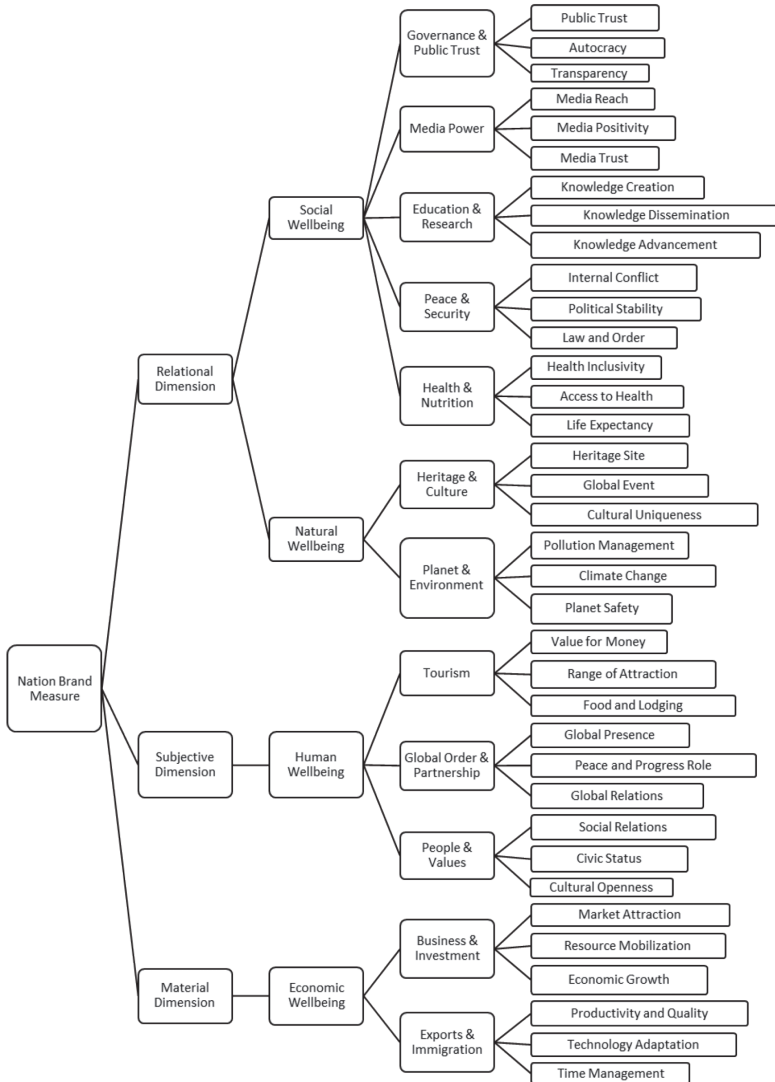 Nation Brand
Measure
Relational
Dimension
Social
Wellbeing
Governance &
Public Trust
Public Trust
Autocracy
Transparency
Media Power
Media Reach
Media Positivity
Media Trust
Education &
Research
Knowledge Creation
Knowledge Dissemination
Knowledge Advancement
Peace &
Security
Internal Conflict
Political Stability
Law and Order
Health &
Nutrition
Health Inclusivity
Access to Health
Life Expectancy
Natural
Wellbeing
Heritage &
Culture
Heritage Site
Global Event
Cultural Uniqueness
Planet &
Environment
Pollution Management
Climate Change
Planet Safety
Subjective
Dimension
Human
Wellbeing
Tourism
Value for Money
Range of Attraction
Food and Lodging
Global Order &
Partnership
Global Presence
Peace and Progress Role
Global Relations
People &
Values
Social Relations
Civic Status
Cultural Openness
Material
Dimension
Economic
Wellbeing
Business &
Investment
Market Attraction
Resource Mobilization
Economic Growth
Exports &
Immigration
Productivity and Quality
Technology Adaptation
Time Management